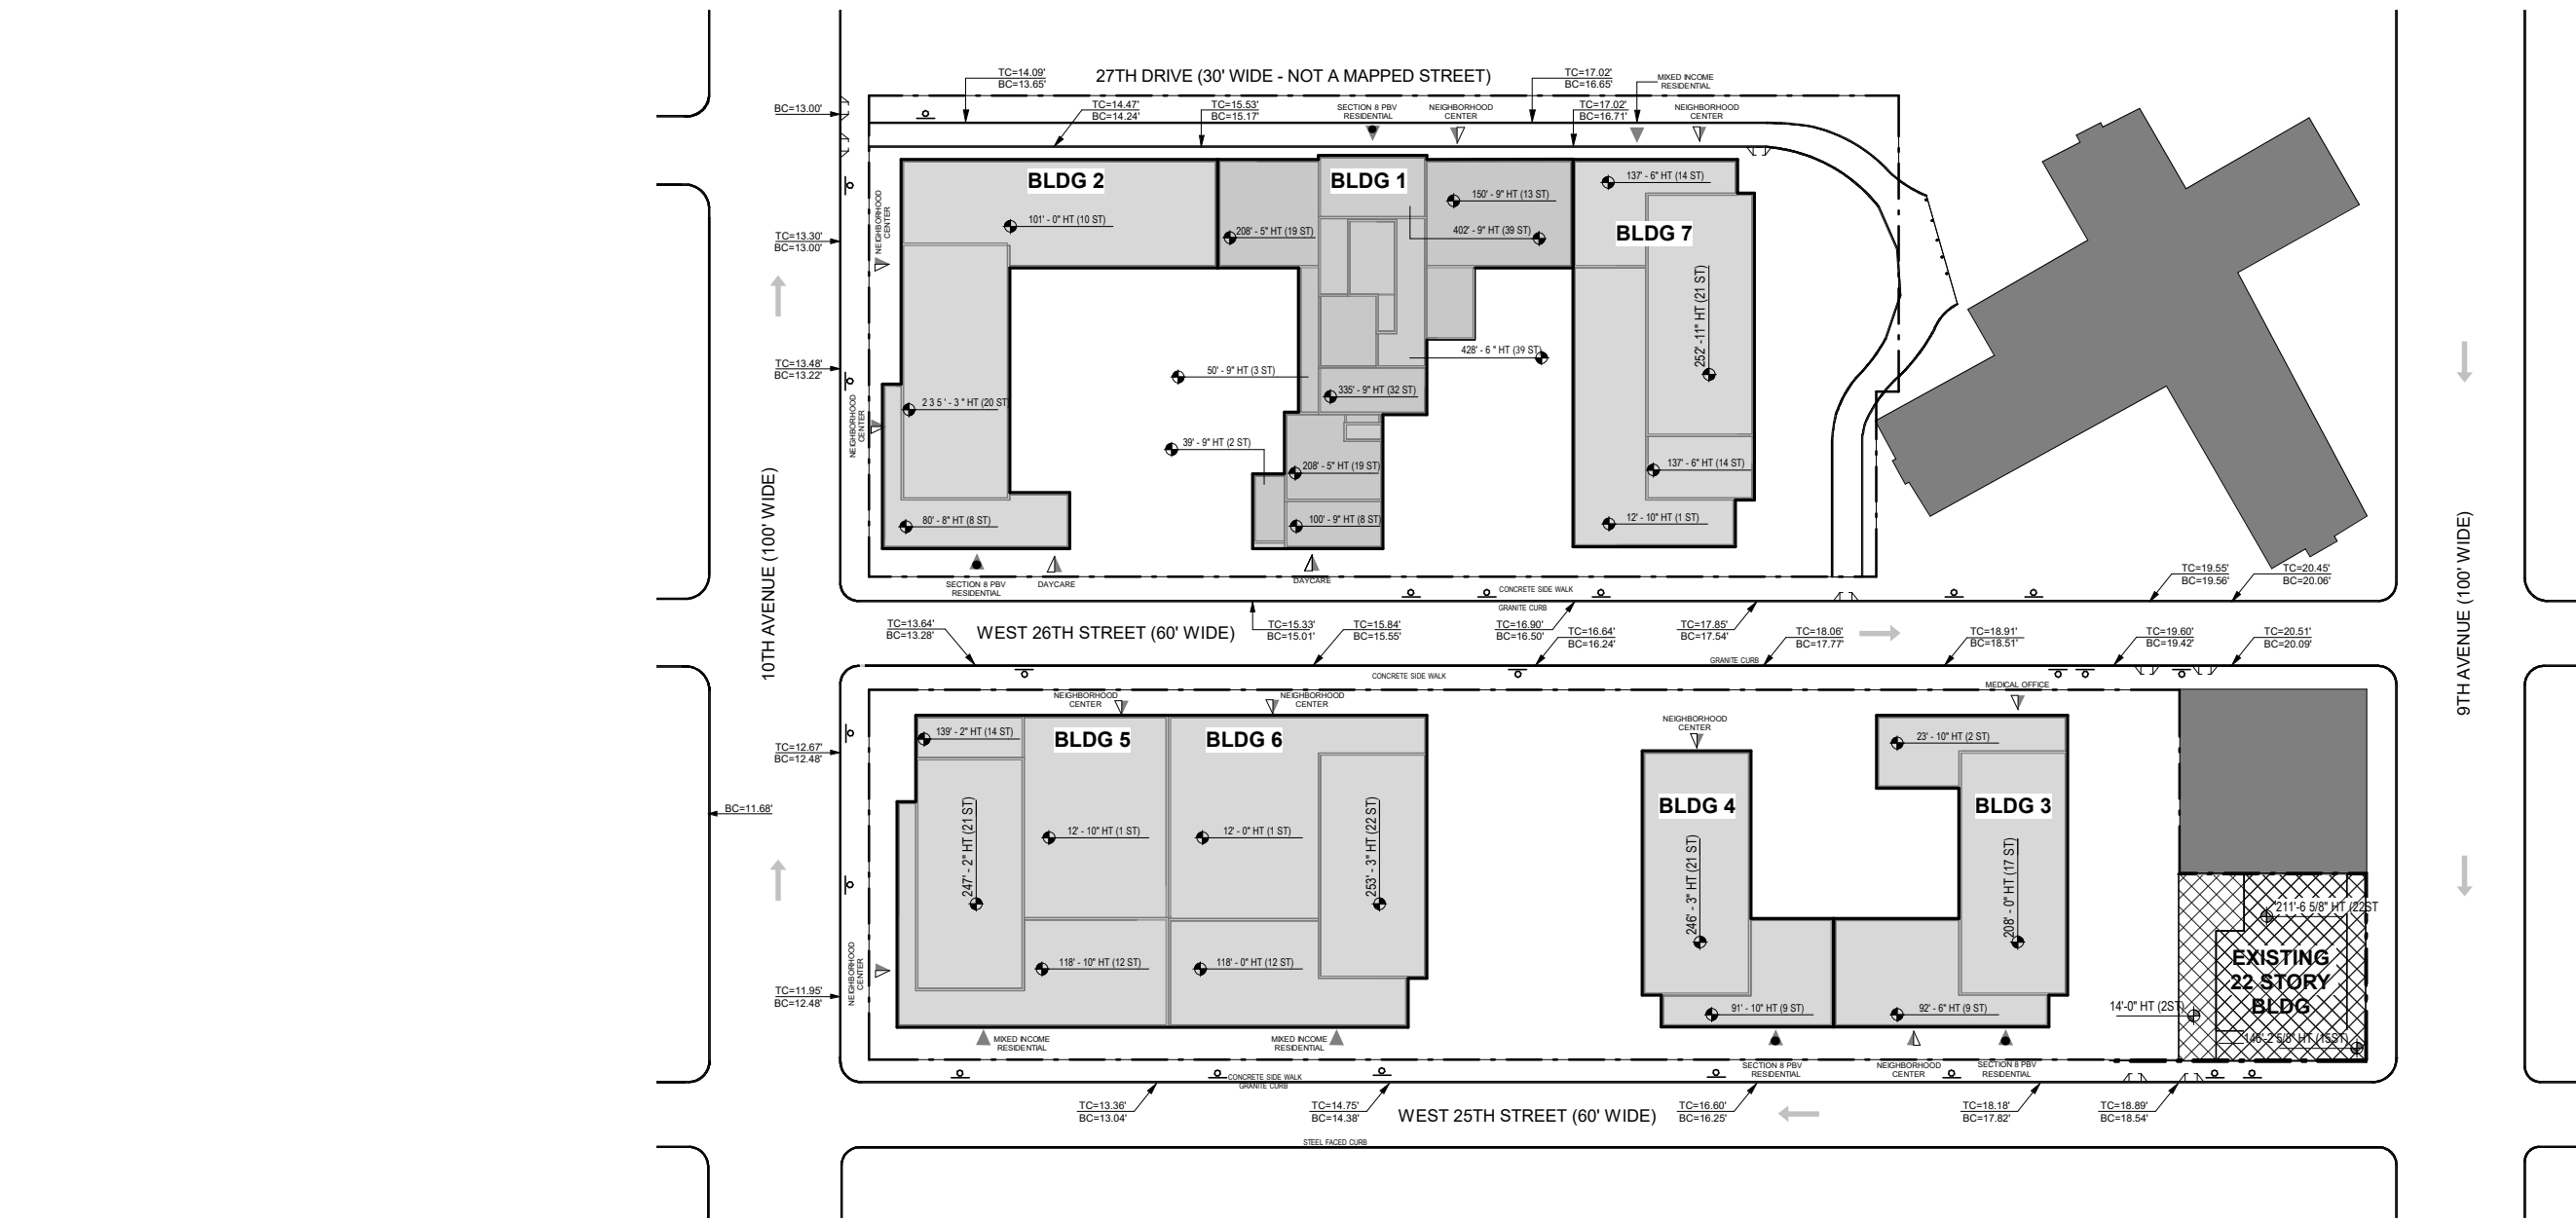 27TH DRIVE (30' WIDE - NOT A MAPPED STREET)
TC=14.09'
BC=13.65'
TC=17.02'
BC=16.65'
MIXED INCOME
RESIDENTIAL
BC=13.00'
TC=14.47'
BC=14.24'
TC=15.53'
BC=15.17'
SECTION 8 PBV
RESIDENTIAL
NEIGHBORHOOD
CENTER
TC=17.02'
BC=16.71'
NEIGHBORHOOD
CENTER
BLDG 2
BLDG 1
BLDG 7
137' - 6" HT (14 ST)
150' - 9" HT (13 ST)
101' - 0" HT (10 ST)
208' - 5" HT (19 ST)
402' - 9" HT (39 ST)
NEIGHBORHOOD
CENTER
TC=13.30'
BC=13.00'
252' -11" HT (21 ST)
428' - 6 " HT (39 ST)
TC=13.48'
BC=13.22'
50' - 9" HT (3 ST)
335' - 9" HT (32 ST)
2 3 5 ' - 3 " HT (20 ST
NEIGHBORHOOD
CENTER
39' - 9" HT (2 ST)
208' - 5" HT (19 ST)
137' - 6" HT (14 ST)
80' - 8" HT (8 ST)
100' - 9" HT (8 ST)
12' - 10" HT (1 ST)
10TH AVENUE (100' WIDE)
9TH AVENUE (100' WIDE)
SECTION 8 PBV
RESIDENTIAL
DAYCARE
DAYCARE
CONCRETE SIDE WALK
GRANITE CURB
TC=19.55'
BC=19.56'
TC=20.45'
BC=20.06'
TC=13.64'
BC=13.28'
WEST 26TH STREET (60' WIDE)
TC=15.33'
BC=15.01'
TC=15.84'
BC=15.55'
TC=16.90'
BC=16.50'
TC=16.64'
BC=16.24'
TC=17.85'
BC=17.54'
TC=18.06'
BC=17.77'
TC=18.91'
BC=18.51'
TC=19.60'
BC=19.42'
TC=20.51'
BC=20.09'
GRANITE CURB
CONCRETE SIDE WALK
NEIGHBORHOOD
CENTER
NEIGHBORHOOD
CENTER
MEDICAL OFFICE
NEIGHBORHOOD
CENTER
139' - 2" HT (14 ST)
BLDG 5
BLDG 6
23' - 10" HT (2 ST)
TC=12.67'
BC=12.48'
BLDG 4
BLDG 3
BC=11.68'
247' - 2" HT (21 ST)
12' - 10" HT (1 ST)
12' - 0" HT (1 ST)
253' - 3" HT (22 ST)
246' - 3" HT (21 ST)
208' - 0" HT (17 ST)
211'-6 5/8" HT (22ST
EXISTING
22 STORY
BLDG
118' - 10" HT (12 ST)
118' - 0" HT (12 ST)
NEIGHBORHOOD
CENTER
TC=11.95'
BC=12.48'
91' - 10" HT (9 ST)
92' - 6" HT (9 ST)
14'-0" HT (2ST)
146'-2 5/8" HT (15ST)
MIXED INCOME
RESIDENTIAL
MIXED INCOME
RESIDENTIAL
SECTION 8 PBV
RESIDENTIAL
NEIGHBORHOOD
CENTER
SECTION 8 PBV
RESIDENTIAL
CONCRETE SIDE WALK
GRANITE CURB
TC=13.36'
BC=13.04'
TC=14.75'
BC=14.38'
WEST 25TH STREET (60' WIDE)
TC=16.60'
BC=16.25'
TC=18.18'
BC=17.82'
TC=18.89'
BC=18.54'
STEEL FACED CURB